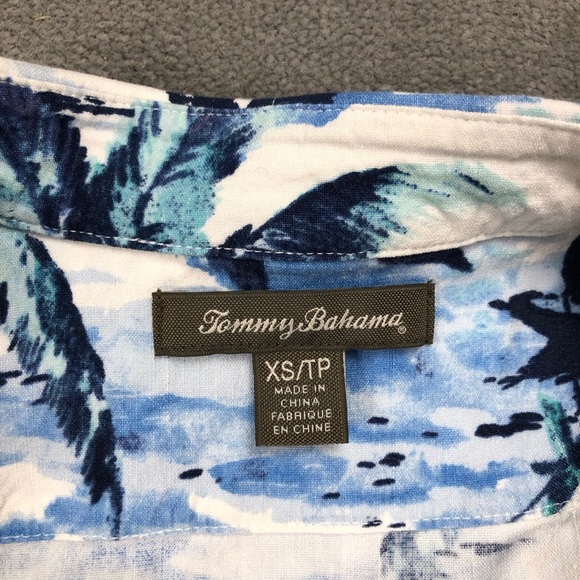 Tommy Bahama®
XS/TP
MADE IN
CHINA
FABRIQUE
EN CHINE